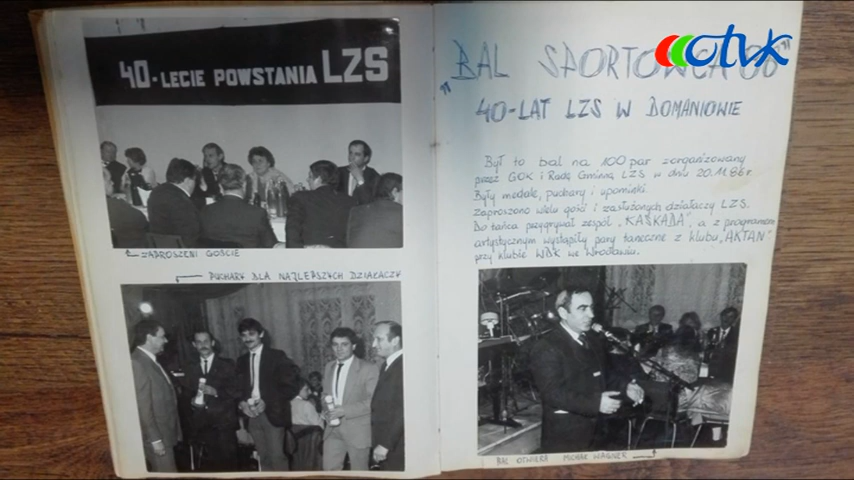 40-LECIE POWSTANIA LZS
ZAPROSZENI GOŚCIE
PUCHARY DLA NAJLEPSZYCH DZIAŁACZY
otvk
"BAL SPORTOWCA '86"
40-LAT LZS W DOMANIOWIE
Był to bal na 100 par zorganizowany
przez GOK i Radę Gminną LZS w dniu 20.11.86r.
Były medale, puchary i upominki.
Zaproszono wielu gości i zasłużonych działaczy LZS.
Do tańca przygrywał zespół "KASKADA", a z programem
artystycznym wystąpiły pary taneczne z klubu "AKTAN"
przy klubie WDK we Wrocławiu.
BAL OTWIERA MICHAŁ WAGNER